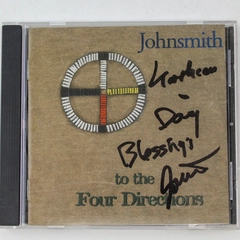 Johnsmith
Day
Blessings
to the
Four Directions